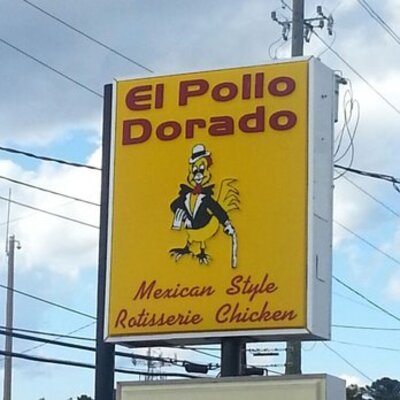 El Pollo
Dorado
Mexican Style
Rotisserie Chicken